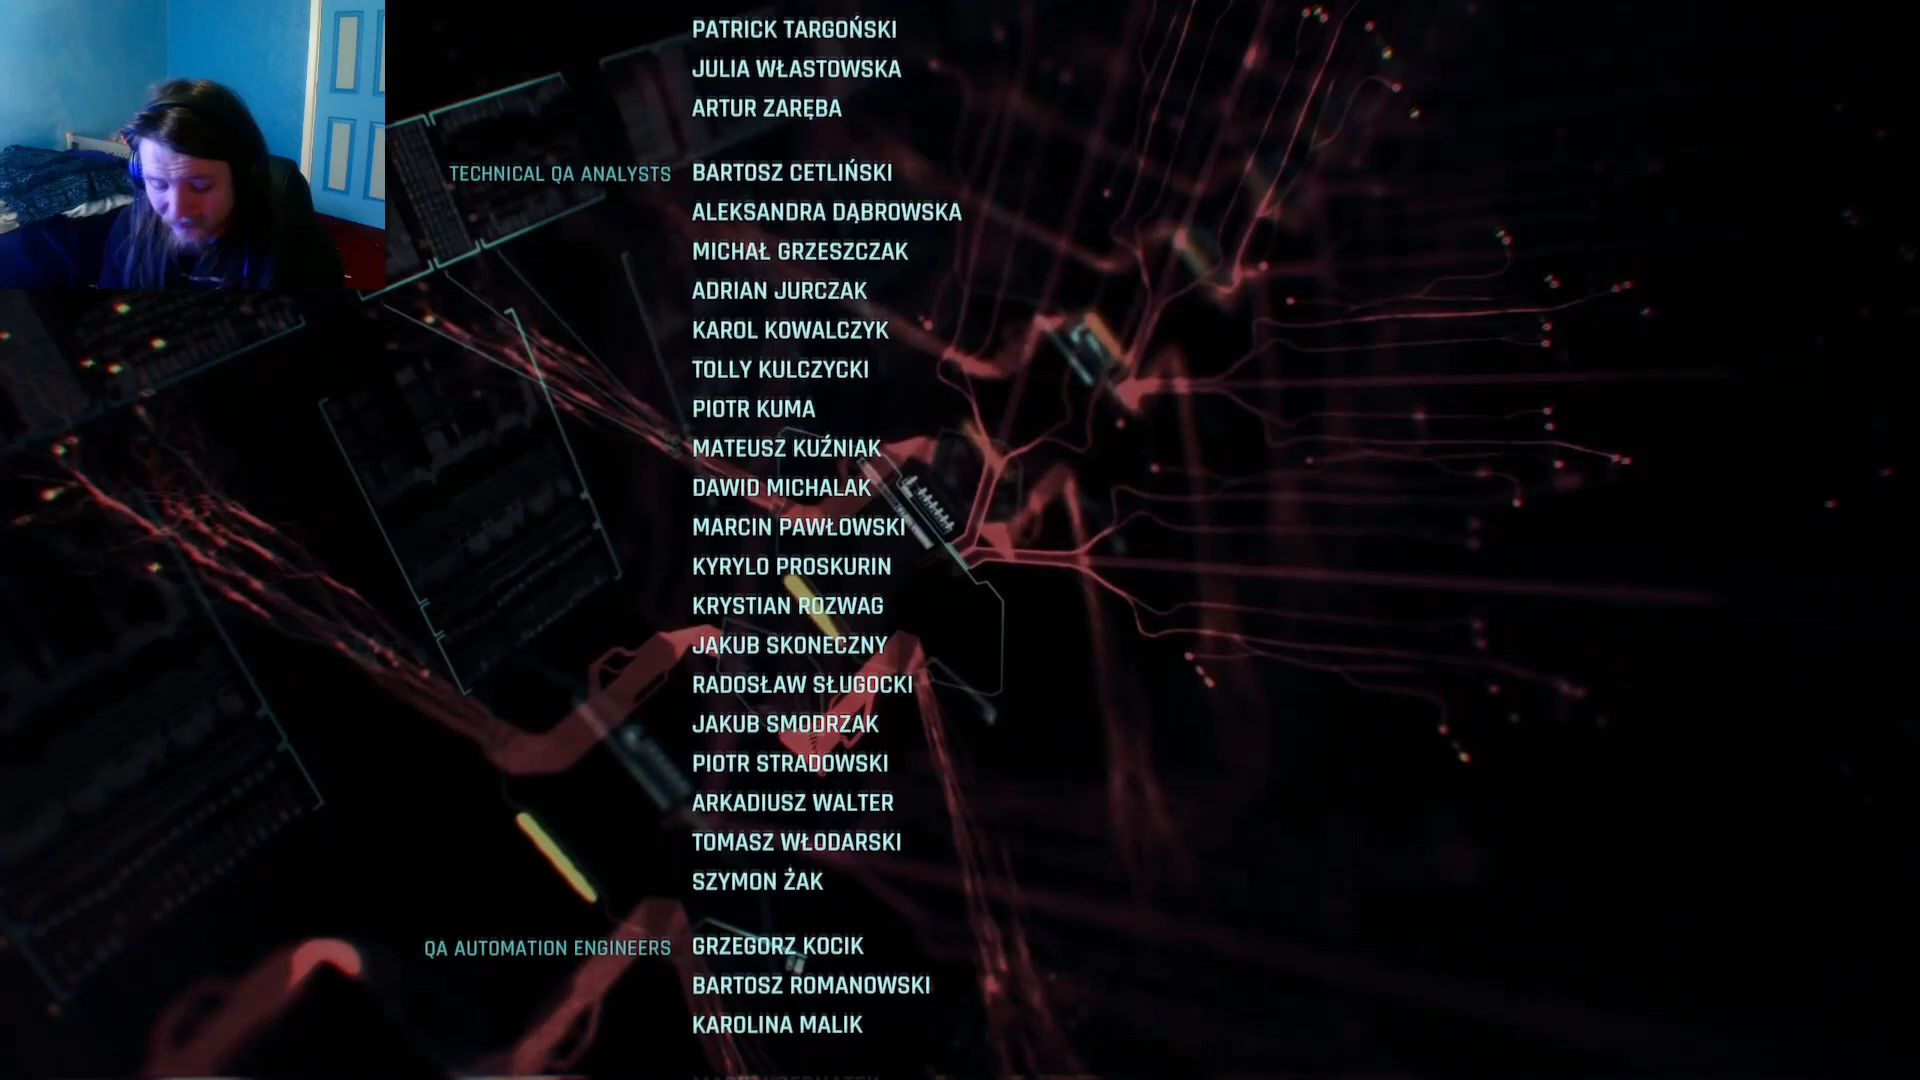 PATRICK TARGOŃSKI
JULIA WŁASTOWSKA
ARTUR ZARĘBA
TECHNICAL QA ANALYSTS BARTOSZ CETLIŃSKI
ALEKSANDRA DĄBROWSKA
MICHAŁ GRZESZCZAK
ADRIAN JURCZAK
KAROL KOWALCZYK
TOLLY KULCZYCKI
PIOTR KUMA
MATEUSZ KUŹNIAK
DAWID MICHALAK
MARCIN PAWŁOWSKI
KYRYLO PROSKURIN
KRYSTIAN ROZWAG
JAKUB SKONECZNY
RADOSŁAW SŁUGOCKI
JAKUB SMODRZAK
PIOTR STRADOWSKI
ARKADIUSZ WALTER
TOMASZ WŁODARSKI
SZYMON ŻAK
QA AUTOMATION ENGINEERS GRZEGORZ KOCIK
BARTOSZ ROMANOWSKI
KAROLINA MALIK